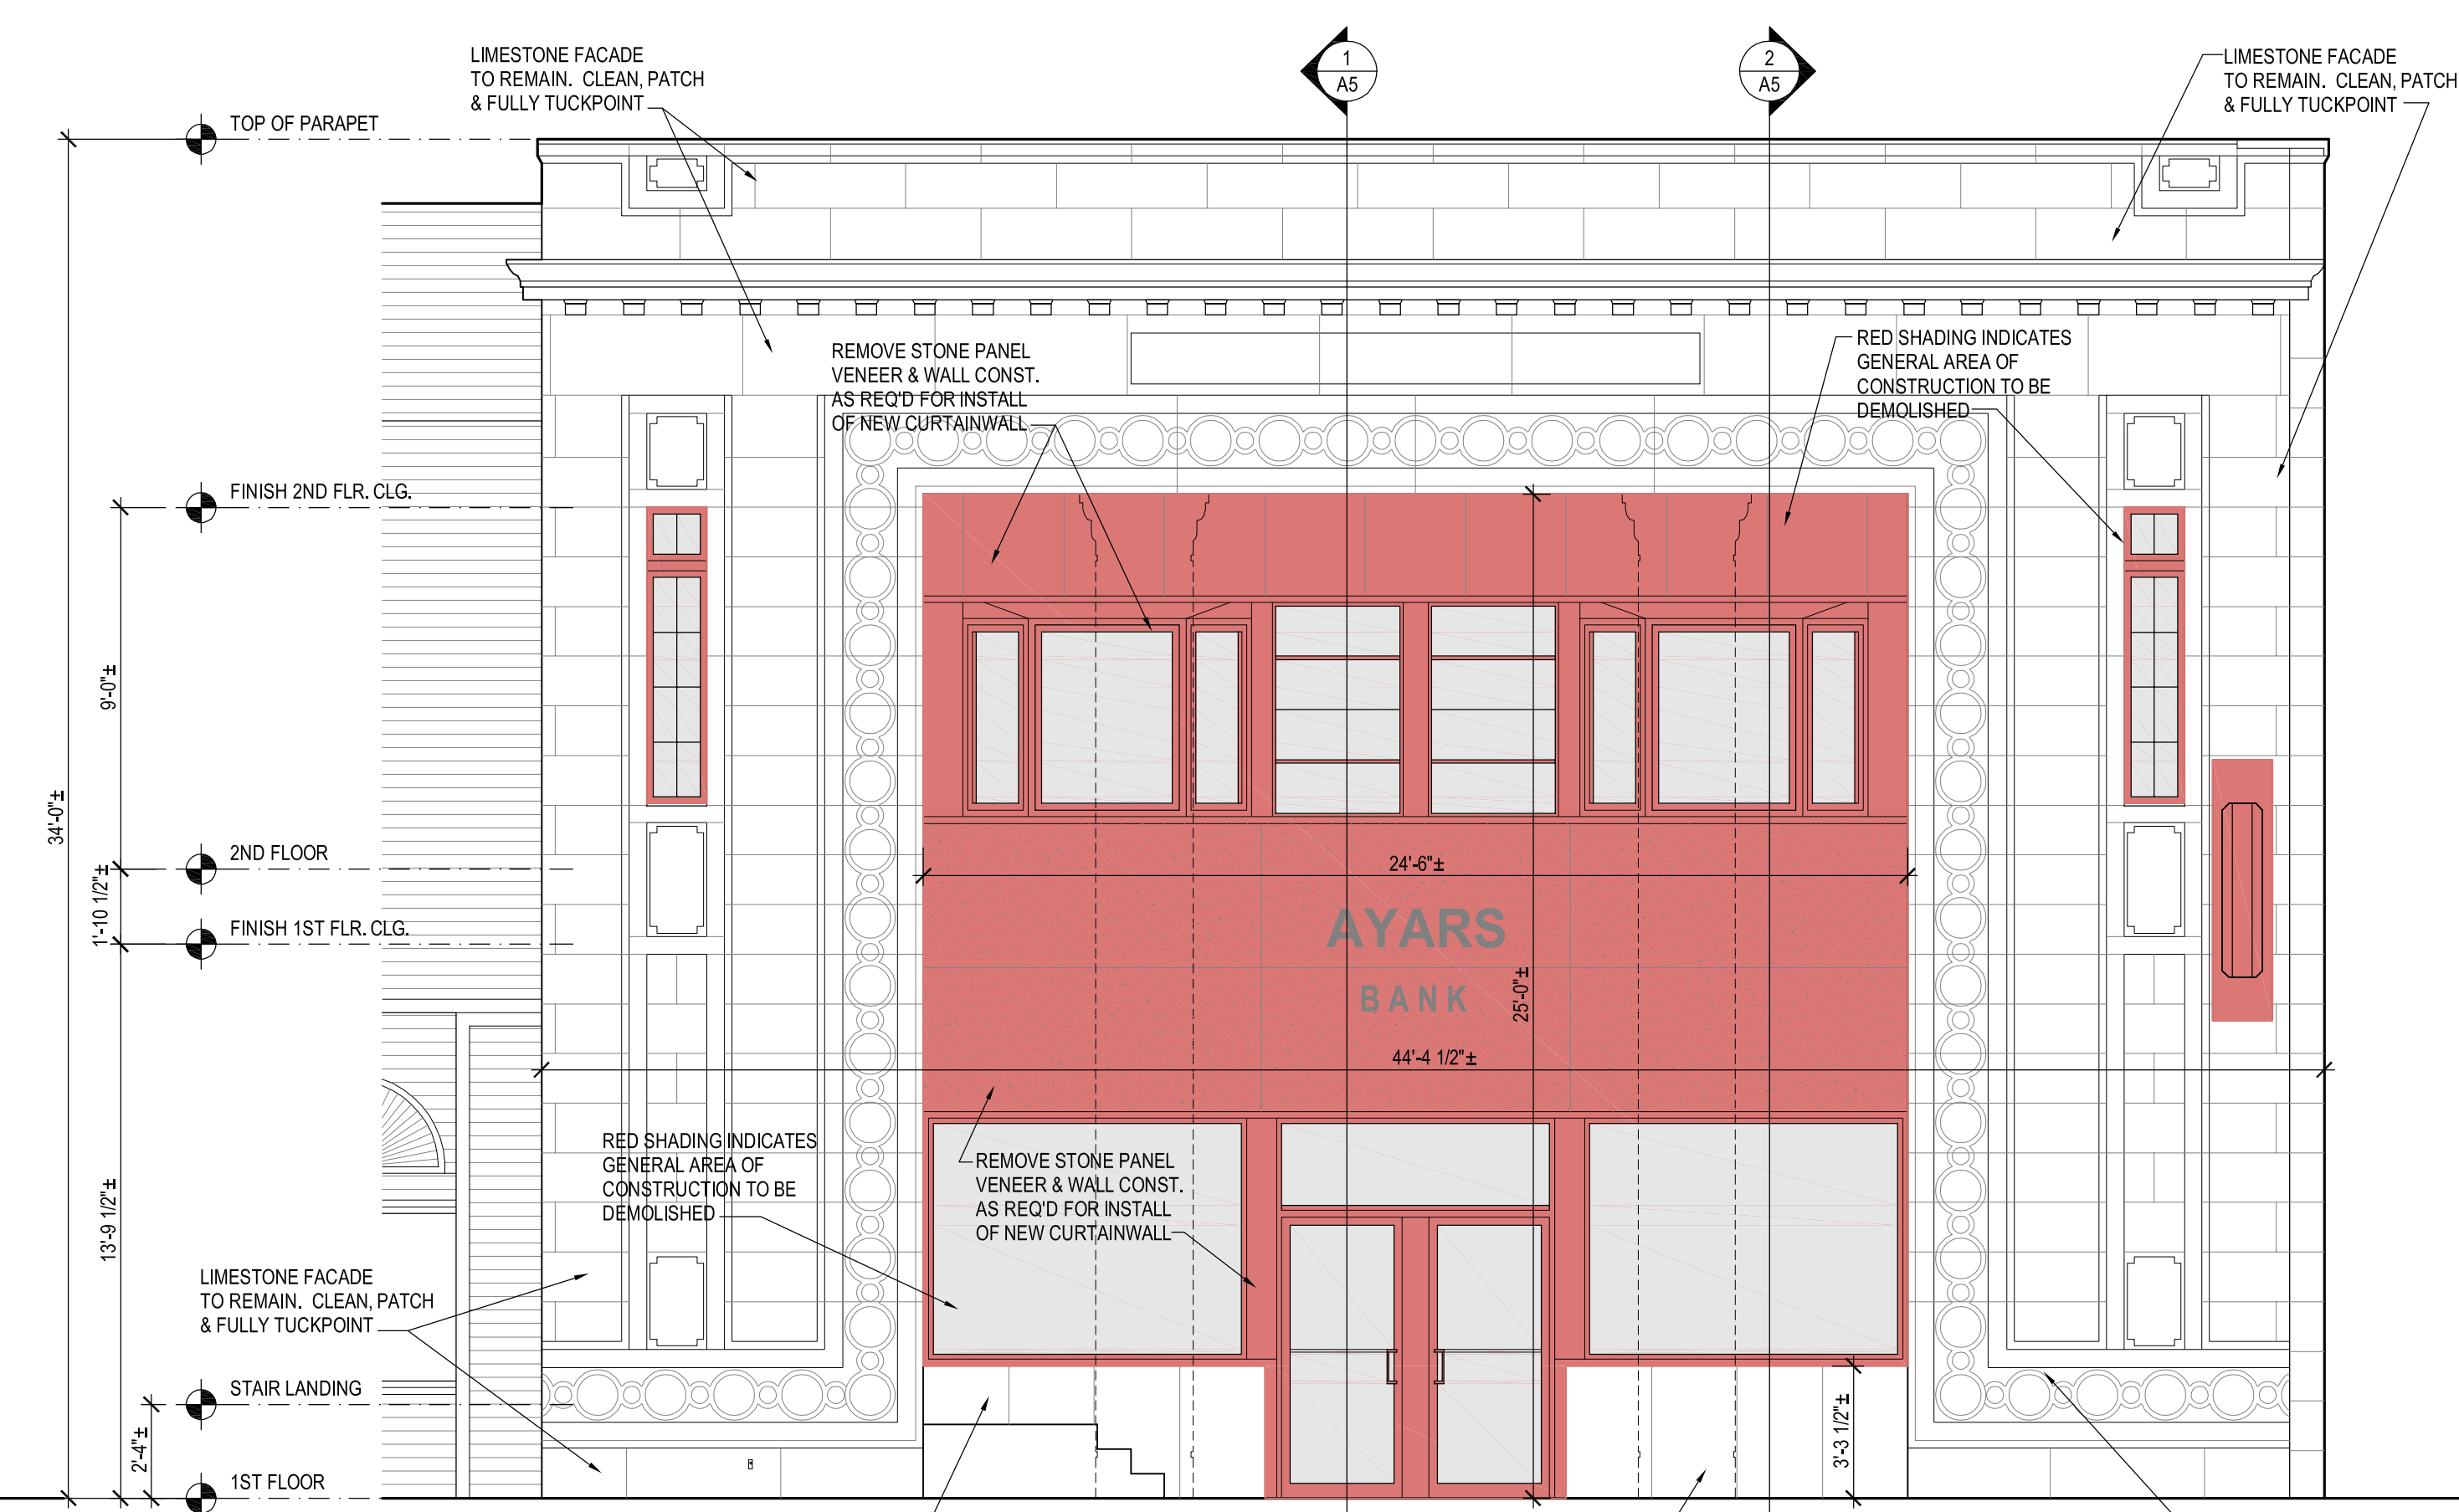 LIMESTONE FACADE
TO REMAIN. CLEAN, PATCH
& FULLY TUCKPOINT
1
A5
2
A5
LIMESTONE FACADE
TO REMAIN. CLEAN, PATCH
& FULLY TUCKPOINT
TOP OF PARAPET
REMOVE STONE PANEL
VENEER & WALL CONST.
AS REQ'D FOR INSTALL
OF NEW CURTAINWALL
RED SHADING INDICATES
GENERAL AREA OF
CONSTRUCTION TO BE
DEMOLISHED
FINISH 2ND FLR. CLG.
9'-0"±
34'-0"±
2ND FLOOR
1'-10 1/2"±
FINISH 1ST FLR. CLG.
24'-6"±
AYARS
BANK
25'-0"±
44'-4 1/2"±
13'-9 1/2"±
RED SHADING INDICATES
GENERAL AREA OF
CONSTRUCTION TO BE
DEMOLISHED
REMOVE STONE PANEL
VENEER & WALL CONST.
AS REQ'D FOR INSTALL
OF NEW CURTAINWALL
LIMESTONE FACADE
TO REMAIN. CLEAN, PATCH
& FULLY TUCKPOINT
STAIR LANDING
2'-4"±
3'-3 1/2"±
1ST FLOOR